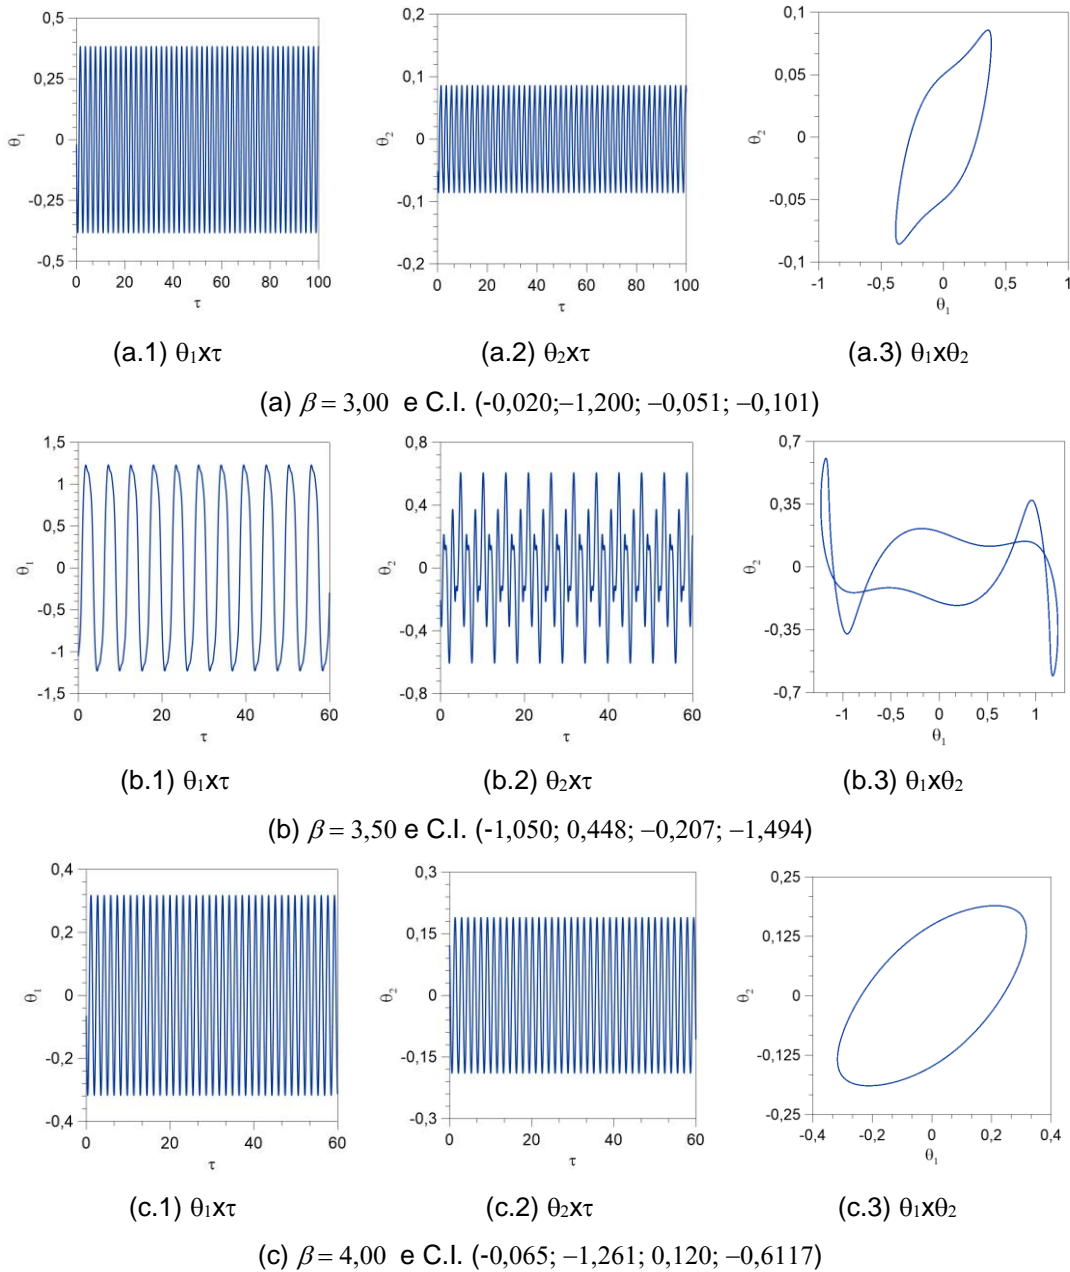 0,5
0,25
0
-0,25
-0,5
θ1
0 20 40 60 80 100
τ
0,2
0,1
0
-0,1
-0,2
θ2
0 20 40 60 80 100
τ
0,1
0,05
0
-0,05
-0,1
θ2
-1 -0,5 0 0,5 1
θ1
(a.1) θ1xτ (a.2) θ2xτ (a.3) θ1xθ2
(a) β = 3,00 e C.I. (-0,020;−1,200; −0,051; −0,101)
1,5
1
0,5
0
-0,5
-1
-1,5
θ1
0 20 40 60
τ
0,8
0,4
0
-0,4
-0,8
θ2
0 20 40 60
τ
0,7
0,35
0
-0,35
-0,7
θ2
-1 -0,5 0 0,5 1
θ1
(b.1) θ1xτ (b.2) θ2xτ (b.3) θ1xθ2
(b) β = 3,50 e C.I. (-1,050; 0,448; −0,207; −1,494)
0,4
0,2
0
-0,2
-0,4
θ1
0 20 40 60
τ
0,3
0,15
0
-0,15
-0,3
θ2
0 20 40 60
τ
0,25
0,125
0
-0,125
-0,25
θ2
-0,4 -0,2 0 0,2 0,4
θ1
(c.1) θ1xτ (c.2) θ2xτ (c.3) θ1xθ2
(c) β = 4,00 e C.I. (-0,065; −1,261; 0,120; −0,6117)